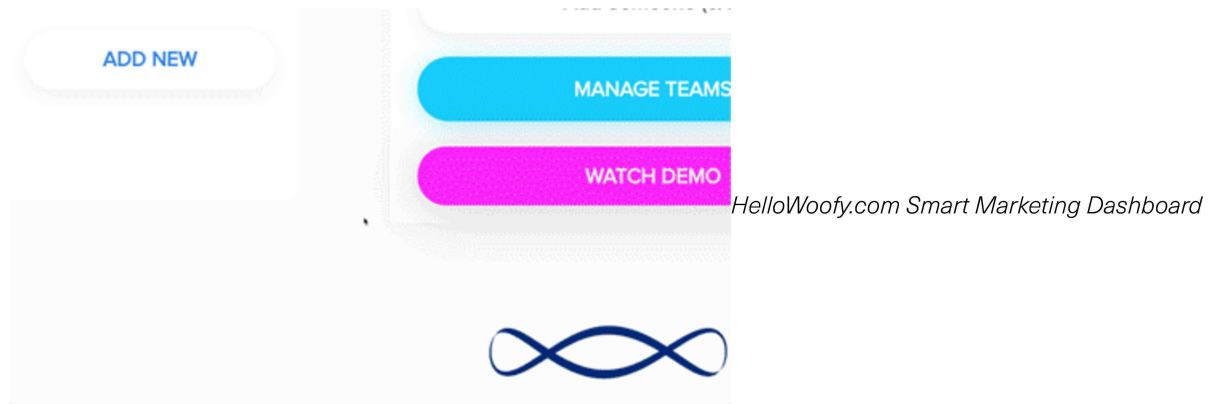 ADD NEW
MANAGE TEAMS
WATCH DEMO
HelloWoofy.com Smart Marketing Dashboard